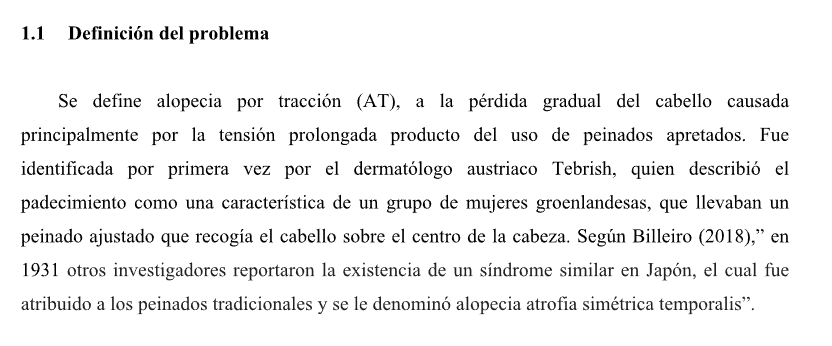 1.1 Definición del problema
Se define alopecia por tracción (AT), a la pérdida gradual del cabello causada
principalmente por la tensión prolongada producto del uso de peinados apretados. Fue
identificada por primera vez por el dermatólogo austriaco Tebrish, quien describió el
padecimiento como una característica de un grupo de mujeres groenlandesas, que llevaban un
peinado ajustado que recogía el cabello sobre el centro de la cabeza. Según Billeiro (2018),” en
1931 otros investigadores reportaron la existencia de un síndrome similar en Japón, el cual fue
atribuido a los peinados tradicionales y se le denominó alopecia atrofia simétrica temporalis”.